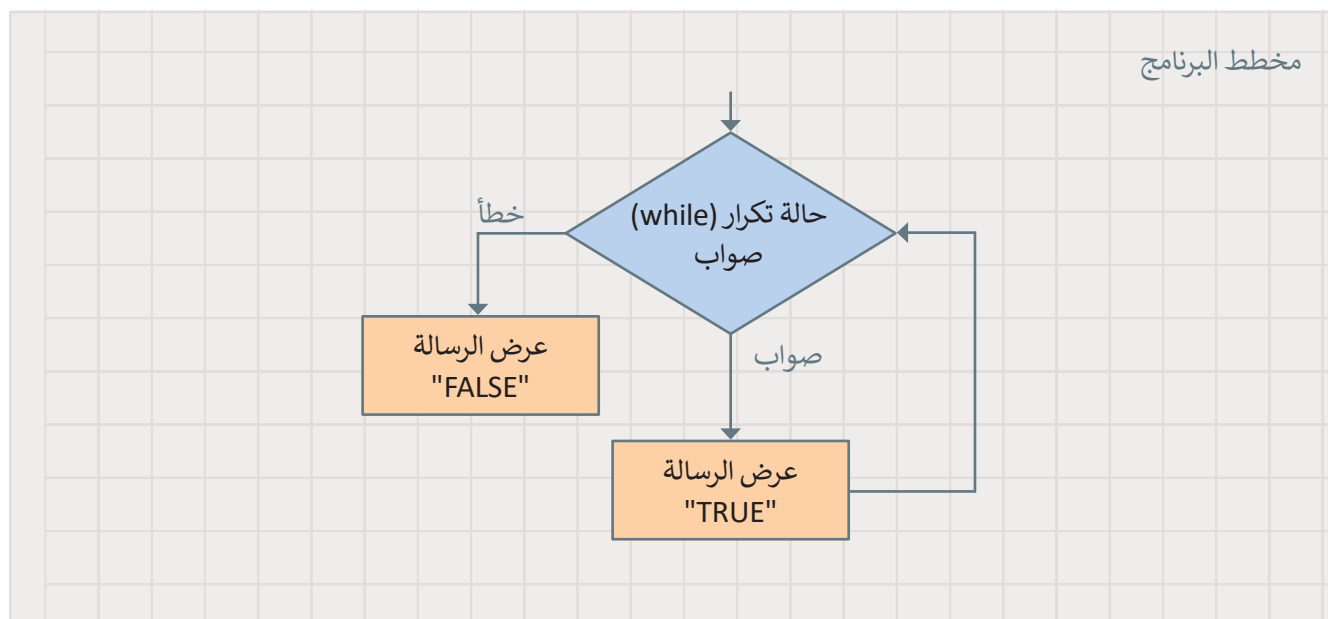 مخطط البرنامج
حالة تكرار (while)
صواب
خطأ
عرض الرسالة
"FALSE"
صواب
عرض الرسالة
"TRUE"